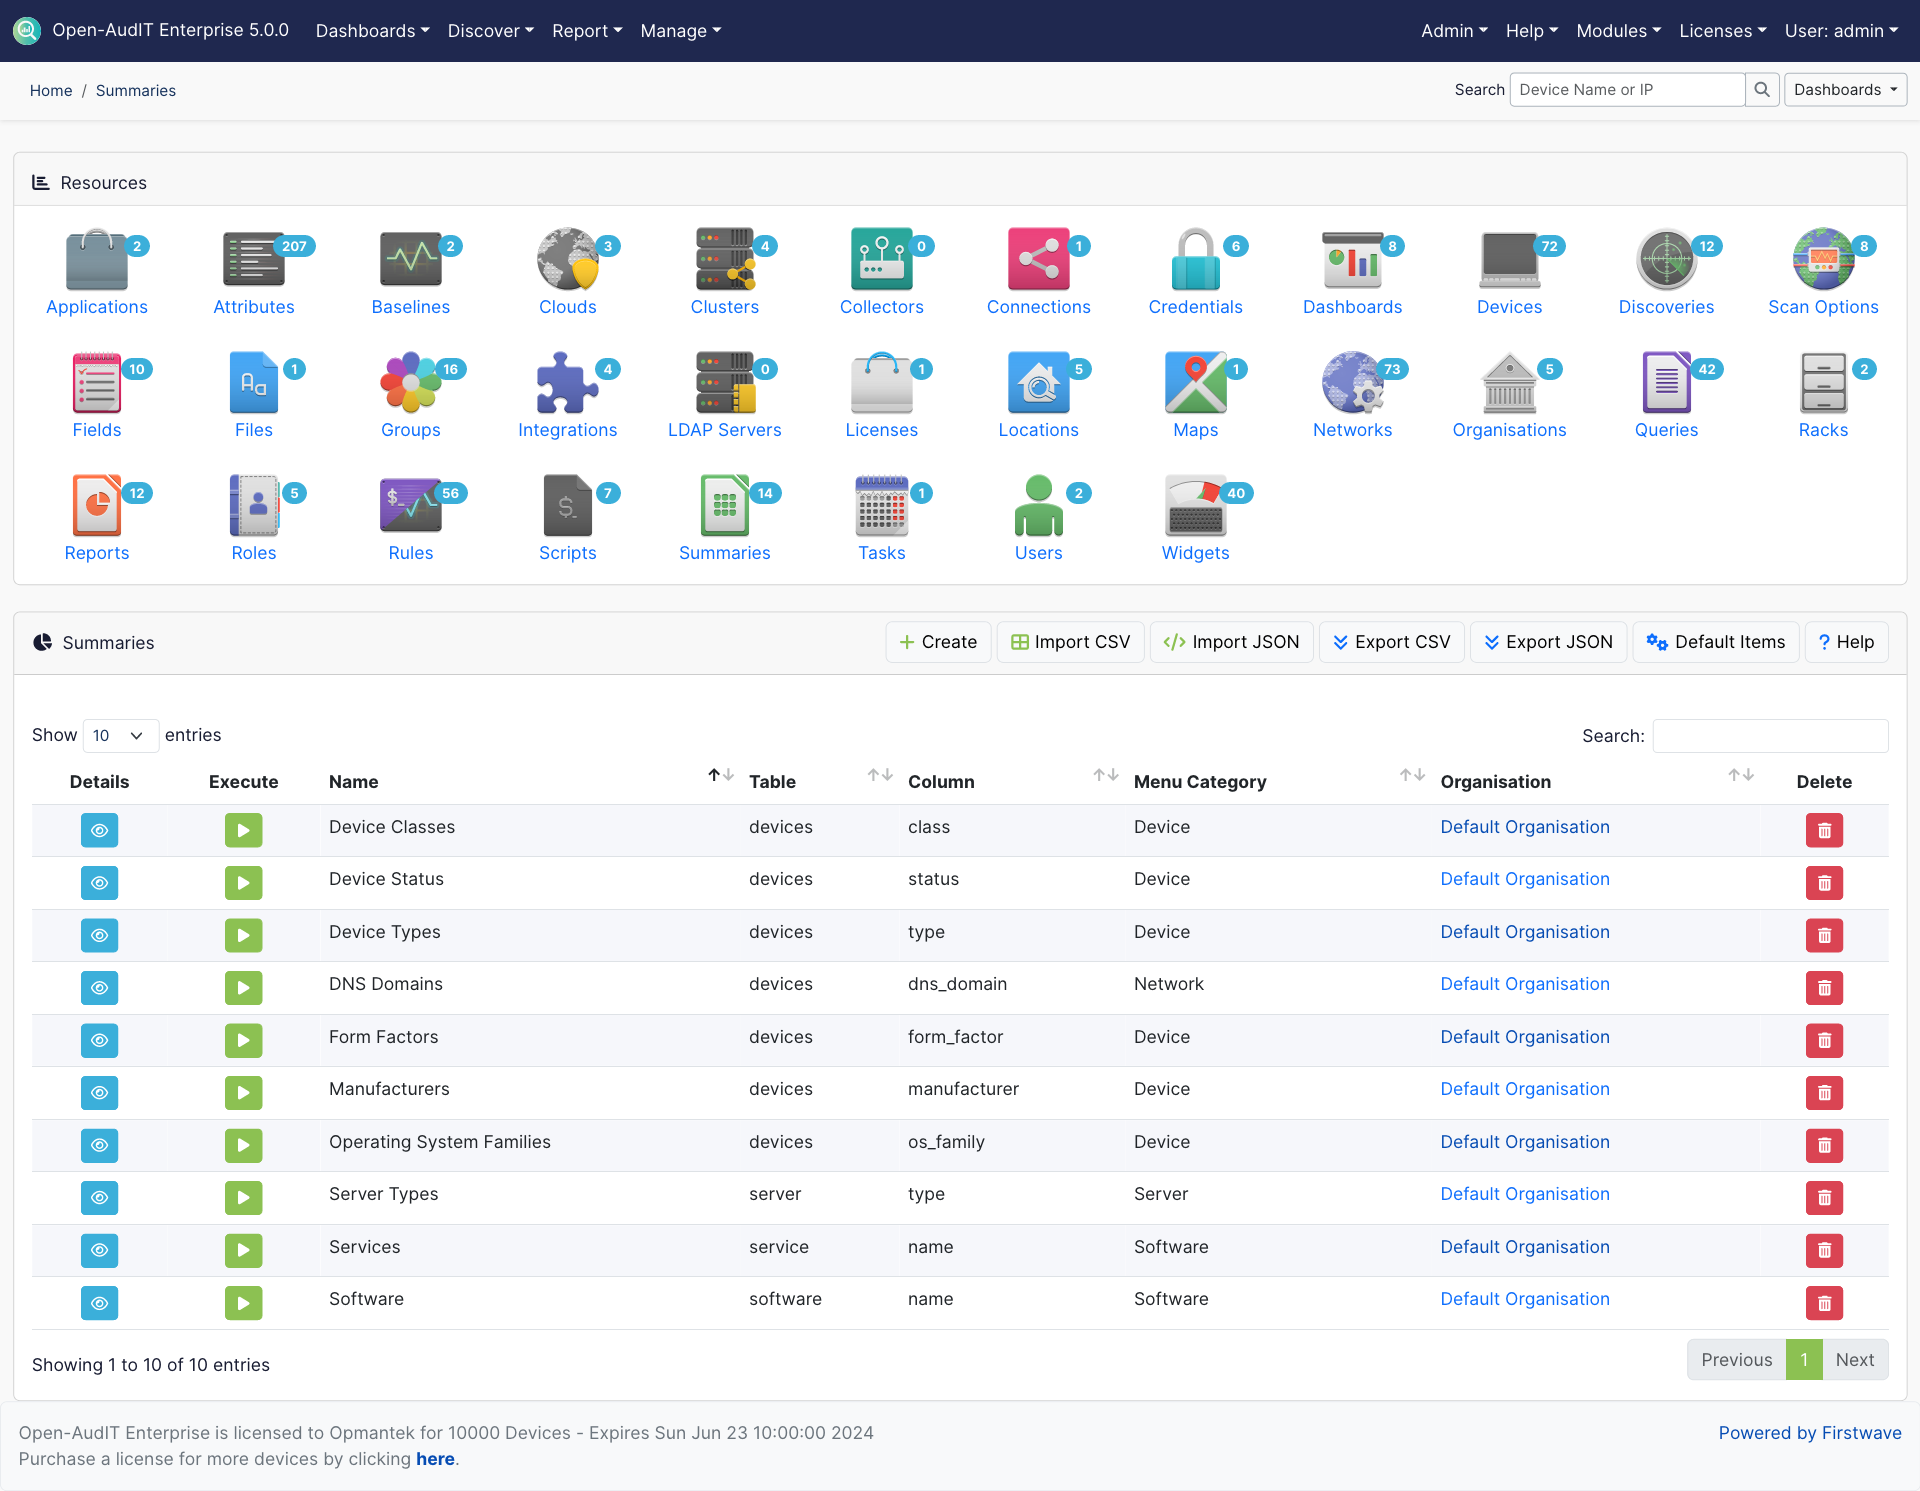 Open-AudIT Enterprise 5.0.0 Dashboards Discover Report Manage Admin Help Modules Licenses User: admin
Home / Summaries Search Device Name or IP Dashboards
Resources
2 207 2 3 4 0 1 6 8 72 12 8
Applications Attributes Baselines Clouds Clusters Collectors Connections Credentials Dashboards Devices Discoveries Scan Options
10 1 16 4 0 1 5 1 73 5 42 2
Fields Files Groups Integrations LDAP Servers Licenses Locations Maps Networks Organisations Queries Racks
12 5 56 7 14 1 2 40
Reports Roles Rules Scripts Summaries Tasks Users Widgets
Summaries Create Import CSV Import JSON Export CSV Export JSON Default Items ? Help
Show 10 entries Search:
Details Execute Name Table Column Menu Category Organisation Delete
Device Classes devices class Device Default Organisation
Device Status devices status Device Default Organisation
Device Types devices type Device Default Organisation
DNS Domains devices dns_domain Network Default Organisation
Form Factors devices form_factor Device Default Organisation
Manufacturers devices manufacturer Device Default Organisation
Operating System Families devices os_family Device Default Organisation
Server Types server type Server Default Organisation
Services service name Software Default Organisation
Software software name Software Default Organisation
Showing 1 to 10 of 10 entries Previous 1 Next
Open-AudIT Enterprise is licensed to Opmantek for 10000 Devices - Expires Sun Jun 23 10:00:00 2024 Powered by Firstwave
Purchase a license for more devices by clicking here.